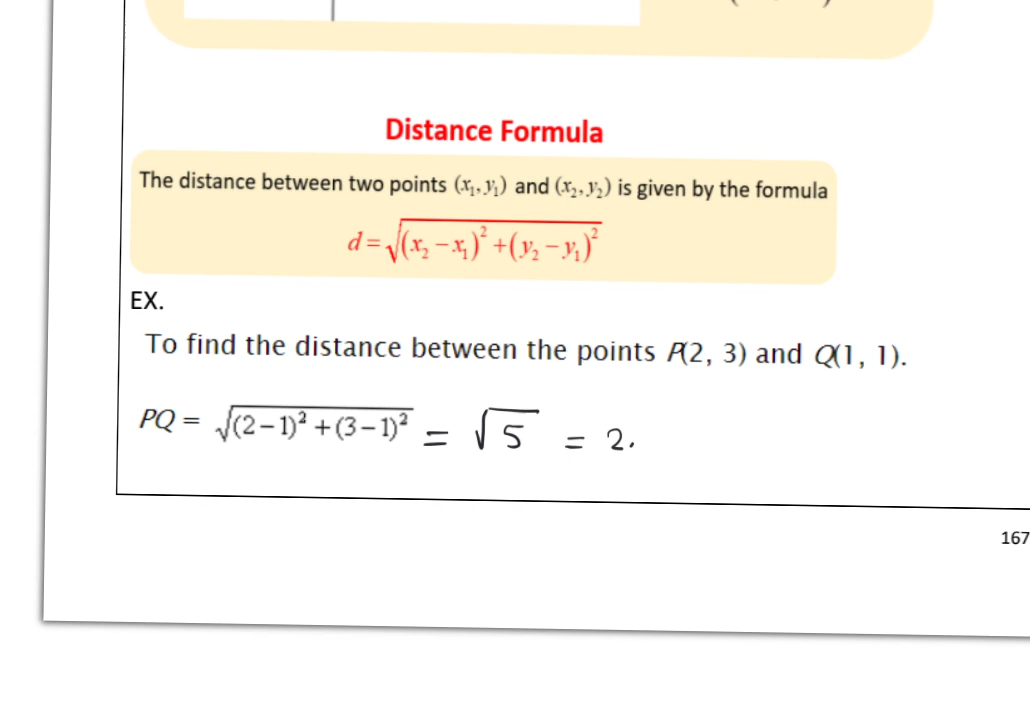 Distance Formula
The distance between two points (x₁, y₁) and (x₂, y₂) is given by the formula
d = √((x₂ − x₁)² + (y₂ − y₁)²)
EX.
To find the distance between the points P(2, 3) and Q(1, 1).
PQ = √((2 − 1)² + (3 − 1)²) = √5 = 2.
167